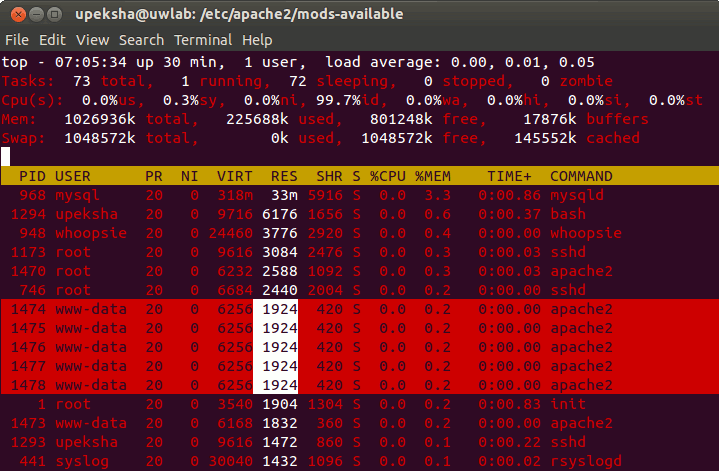 upeksha@uwlab: /etc/apache2/mods-available
File Edit View Search Terminal Help
top - 07:05:34 up 30 min, 1 user, load average: 0.00, 0.01, 0.05
Tasks: 73 total, 1 running, 72 sleeping, 0 stopped, 0 zombie
Cpu(s): 0.0%us, 0.3%sy, 0.0%ni, 99.7%id, 0.0%wa, 0.0%hi, 0.0%si, 0.0%st
Mem: 1026936k total, 225688k used, 801248k free, 17876k buffers
Swap: 1048572k total, 0k used, 1048572k free, 145552k cached
PID USER PR NI VIRT RES SHR S %CPU %MEM TIME+ COMMAND
968 mysql 20 0 318m 33m 5916 S 0.0 3.3 0:00.86 mysqld
1294 upeksha 20 0 9716 6176 1656 S 0.0 0.6 0:00.37 bash
948 whoopsie 20 0 24460 3776 2920 S 0.0 0.4 0:00.00 whoopsie
1173 root 20 0 9616 3084 2476 S 0.0 0.3 0:00.03 sshd
1470 root 20 0 6232 2588 1092 S 0.0 0.3 0:00.03 apache2
746 root 20 0 6684 2440 2004 S 0.0 0.2 0:00.00 sshd
1474 www-data 20 0 6256 1924 420 S 0.0 0.2 0:00.00 apache2
1475 www-data 20 0 6256 1924 420 S 0.0 0.2 0:00.00 apache2
1476 www-data 20 0 6256 1924 420 S 0.0 0.2 0:00.00 apache2
1477 www-data 20 0 6256 1924 420 S 0.0 0.2 0:00.00 apache2
1478 www-data 20 0 6256 1924 420 S 0.0 0.2 0:00.00 apache2
1 root 20 0 3540 1904 1304 S 0.0 0.2 0:00.83 init
1473 www-data 20 0 6168 1832 360 S 0.0 0.2 0:00.00 apache2
1293 upeksha 20 0 9616 1472 860 S 0.0 0.1 0:00.22 sshd
441 syslog 20 0 30040 1432 1096 S 0.0 0.1 0:00.02 rsyslogd